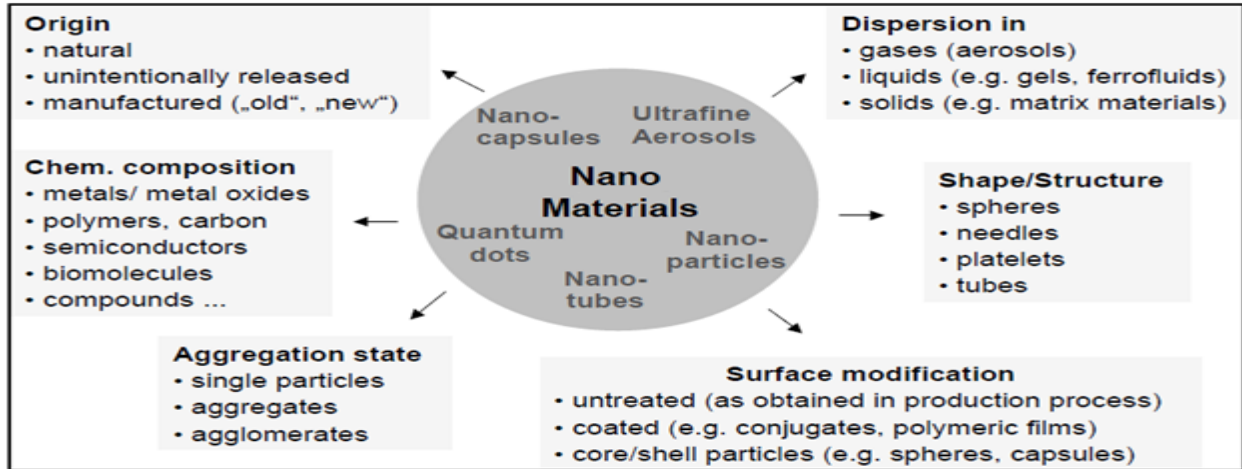 Origin
• natural
• unintentionally released
• manufactured („old“, „new“)
Dispersion in
• gases (aerosols)
• liquids (e.g. gels, ferrofluids)
• solids (e.g. matrix materials)
Nano-
capsules
Ultrafine
Aerosols
Nano
Materials
Quantum
dots
Nano-
particles
Nano-
tubes
Chem. composition
• metals/ metal oxides
• polymers, carbon
• semiconductors
• biomolecules
• compounds ...
Shape/Structure
• spheres
• needles
• platelets
• tubes
Aggregation state
• single particles
• aggregates
• agglomerates
Surface modification
• untreated (as obtained in production process)
• coated (e.g. conjugates, polymeric films)
• core/shell particles (e.g. spheres, capsules)